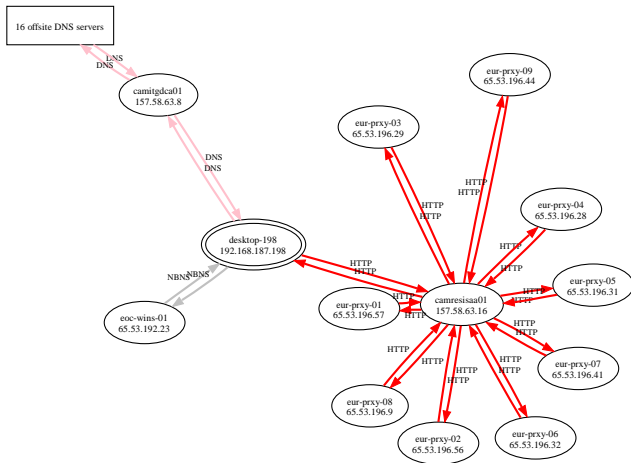 16 offsite DNS servers
DNS
DNS
camitgdca01
157.58.63.8
DNS
DNS
desktop-198
192.168.187.198
NBNS
NBNS
eoc-wins-01
65.53.192.23
HTTP
HTTP
camresisaa01
157.58.63.16
eur-prxy-09
65.53.196.44
HTTP
HTTP
eur-prxy-03
65.53.196.29
HTTP
HTTP
eur-prxy-04
65.53.196.28
HTTP
HTTP
eur-prxy-05
65.53.196.31
HTTP
HTTP
eur-prxy-01
65.53.196.57
HTTP
HTTP
eur-prxy-07
65.53.196.41
HTTP
HTTP
eur-prxy-08
65.53.196.9
HTTP
HTTP
eur-prxy-02
65.53.196.56
HTTP
HTTP
eur-prxy-06
65.53.196.32
HTTP
HTTP